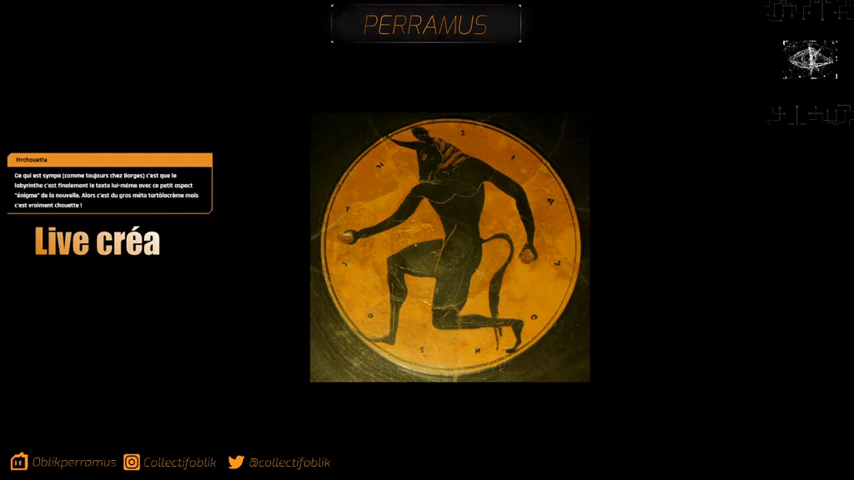 PERRAMUS
Mrchouette
Ce qui est sympa (comme toujours chez Borges) c'est que le
labyrinthe c'est finalement le texte lui-même avec ce petit aspect
"énigme" de la nouvelle. Alors c'est du gros méta tartàlacrème mais
c'est vraiment chouette !
Live créa
Oblikperramus Collectifoblik @collectifoblik